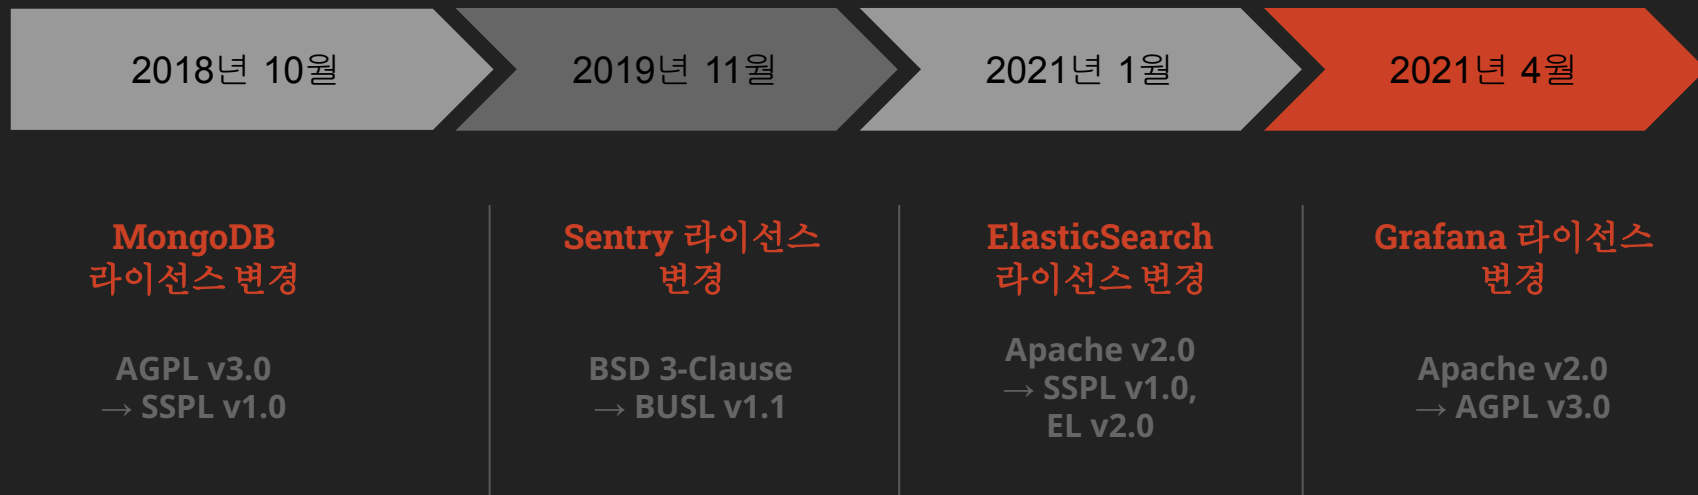 2018년 10월
2019년 11월
2021년 1월
2021년 4월
MongoDB
라이선스 변경
AGPL v3.0
→ SSPL v1.0
Sentry 라이선스
변경
BSD 3-Clause
→ BUSL v1.1
ElasticSearch
라이선스 변경
Apache v2.0
→ SSPL v1.0,
EL v2.0
Grafana 라이선스
변경
Apache v2.0
→ AGPL v3.0